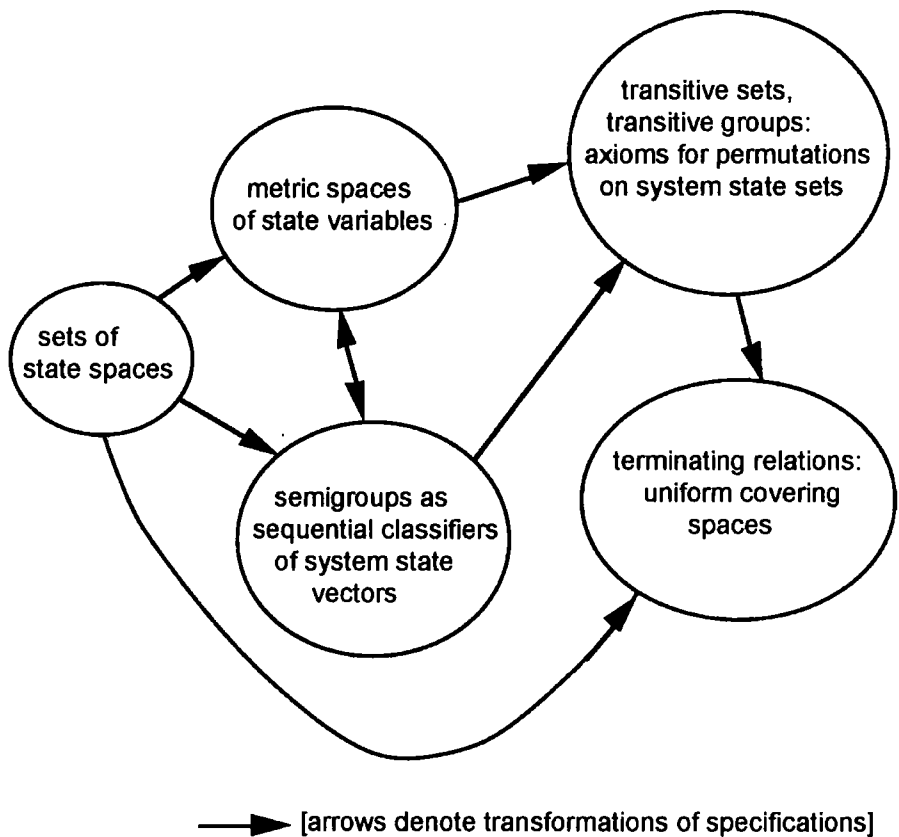 transitive sets,
transitive groups:
axioms for permutations
on system state sets
metric spaces
of state variables
sets of
state spaces
terminating relations:
uniform covering
spaces
semigroups as
sequential classifiers
of system state
vectors
[arrows denote transformations of specifications]